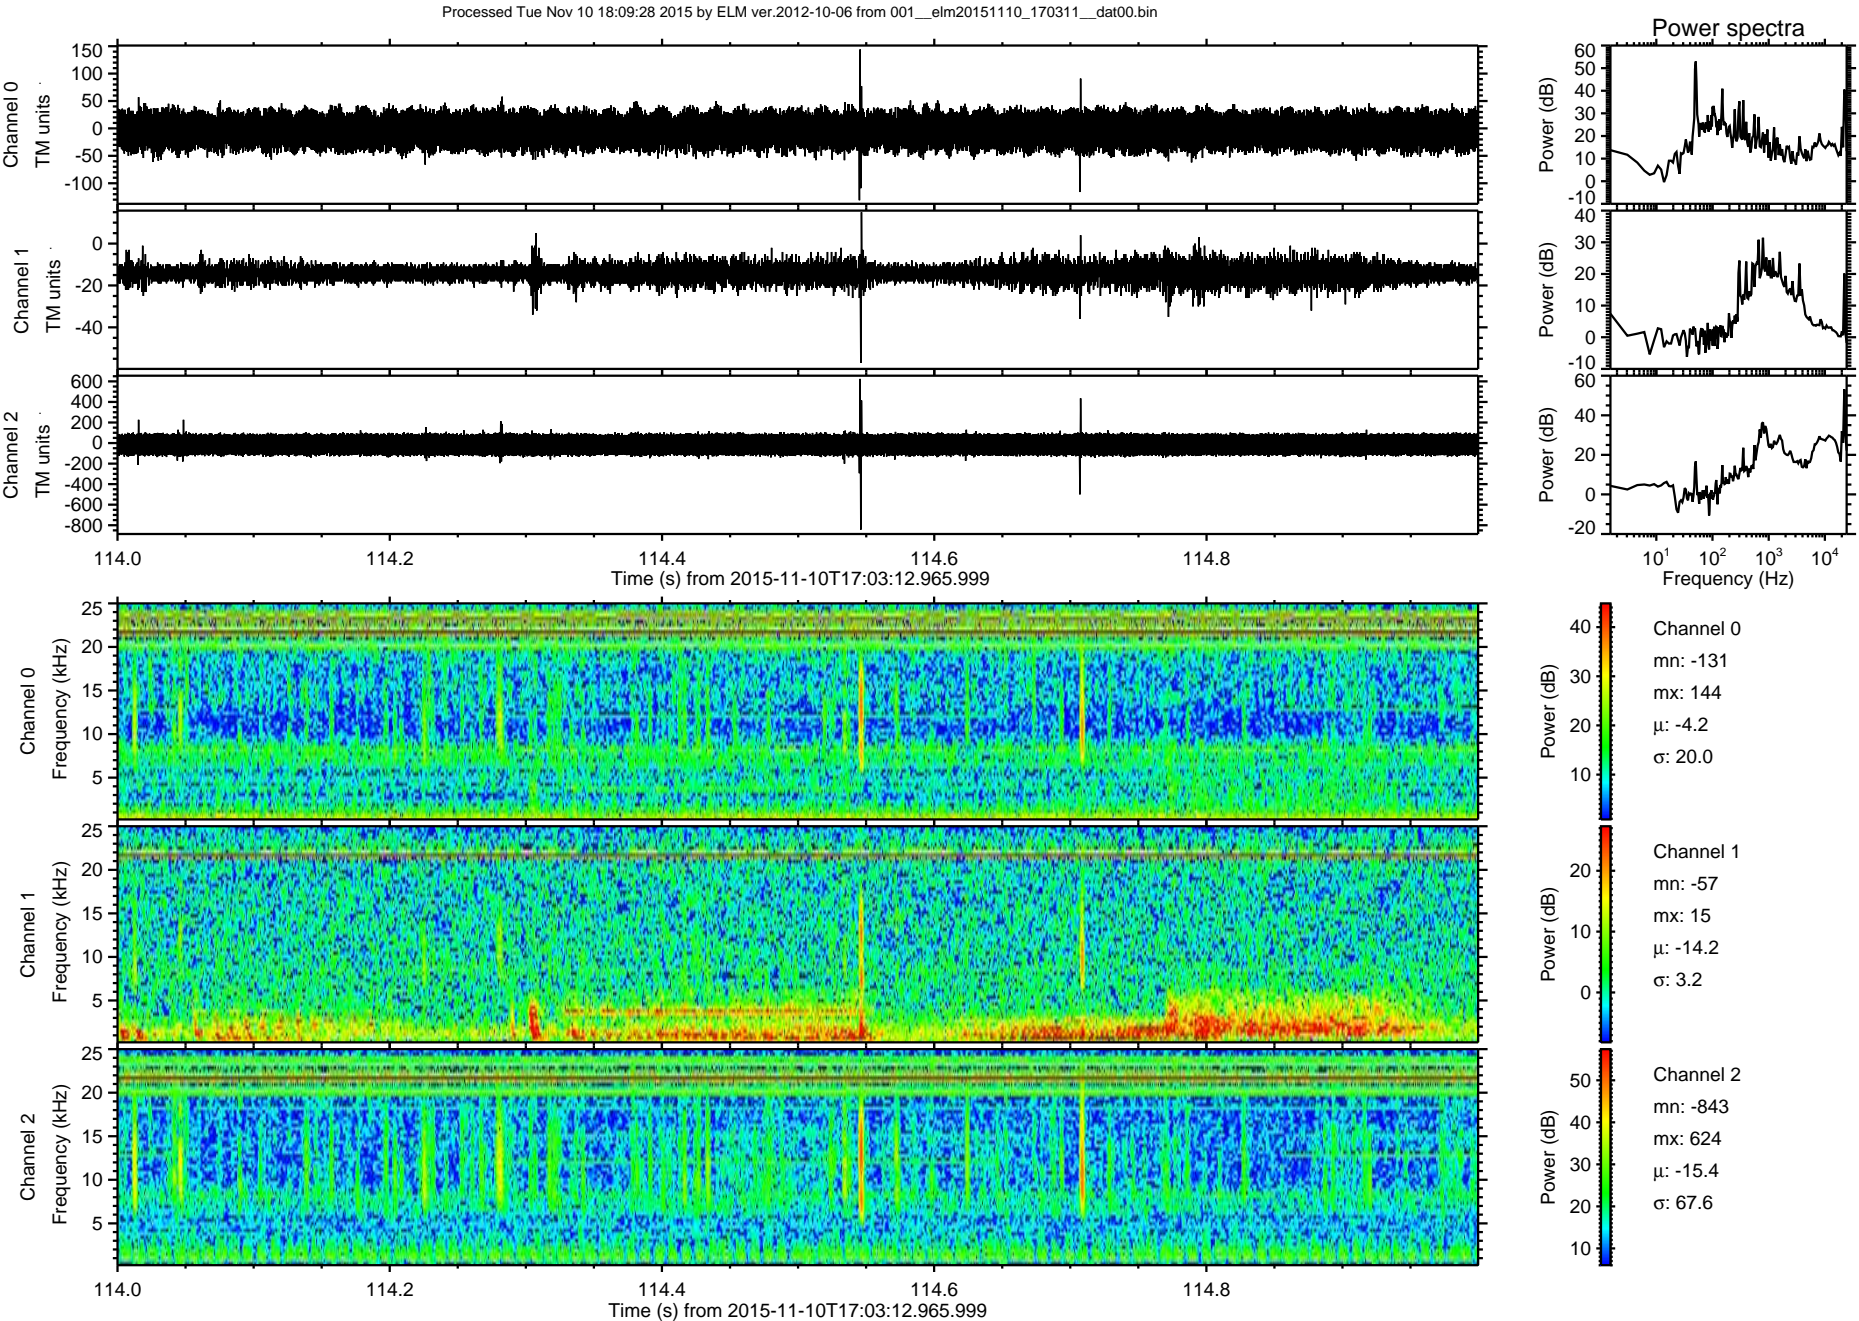 Processed Tue Nov 10 18:09:28 2015 by ELM ver.2012-10-06 from 001__elm20151110_170311__dat00.bin
Power spectra
Channel 0
TM units
150
100
50
0
-50
-100
Power (dB)
60
50
40
30
20
10
0
-10
Channel 1
TM units
0
-20
-40
Power (dB)
40
30
20
10
0
-10
Channel 2
TM units
600
400
200
0
-200
-400
-600
-800
Power (dB)
60
40
20
0
-20
114.0 114.2 114.4 114.6 114.8
Time (s) from 2015-11-10T17:03:12.965.999
10^1 10^2 10^3 10^4
Frequency (Hz)
Channel 0
Frequency (kHz)
25
20
15
10
5
Power (dB)
40
30
20
10
Channel 0
mn: -131
mx: 144
μ: -4.2
σ: 20.0
Channel 1
Frequency (kHz)
25
20
15
10
5
Power (dB)
20
10
0
Channel 1
mn: -57
mx: 15
μ: -14.2
σ: 3.2
Channel 2
Frequency (kHz)
25
20
15
10
5
Power (dB)
50
40
30
20
10
Channel 2
mn: -843
mx: 624
μ: -15.4
σ: 67.6
114.0 114.2 114.4 114.6 114.8
Time (s) from 2015-11-10T17:03:12.965.999